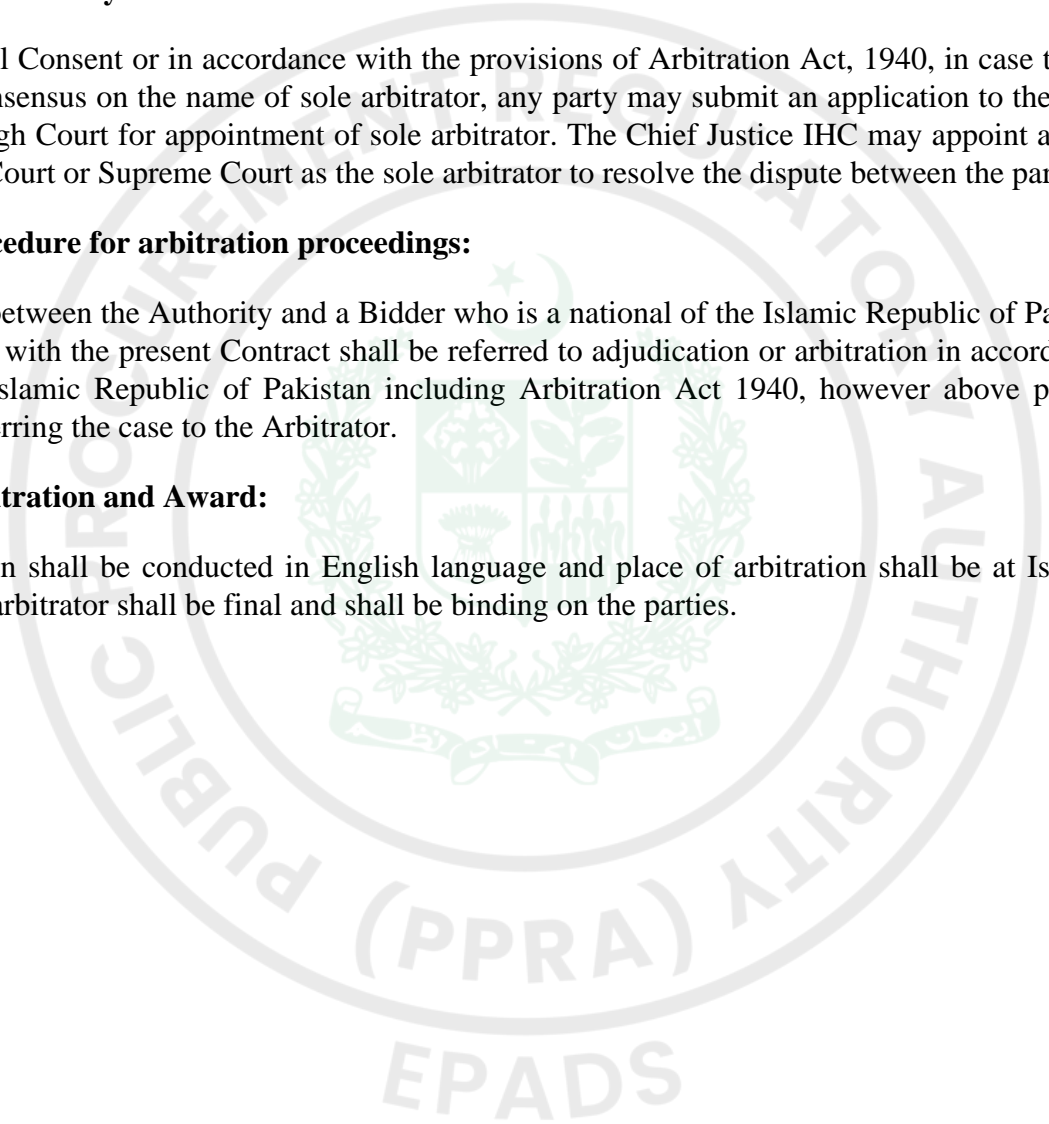 l Consent or in accordance with the provisions of Arbitration Act, 1940, in case t
nsensus on the name of sole arbitrator, any party may submit an application to the
gh Court for appointment of sole arbitrator. The Chief Justice IHC may appoint a
Court or Supreme Court as the sole arbitrator to resolve the dispute between the par
cedure for arbitration proceedings:
between the Authority and a Bidder who is a national of the Islamic Republic of Pa
with the present Contract shall be referred to adjudication or arbitration in accord
slamic Republic of Pakistan including Arbitration Act 1940, however above p
rring the case to the Arbitrator.
tration and Award:
n shall be conducted in English language and place of arbitration shall be at Is
arbitrator shall be final and shall be binding on the parties.
PUBLIC PROCUREMENT REGULATORY AUTHORITY
(PPRA)
EPADS